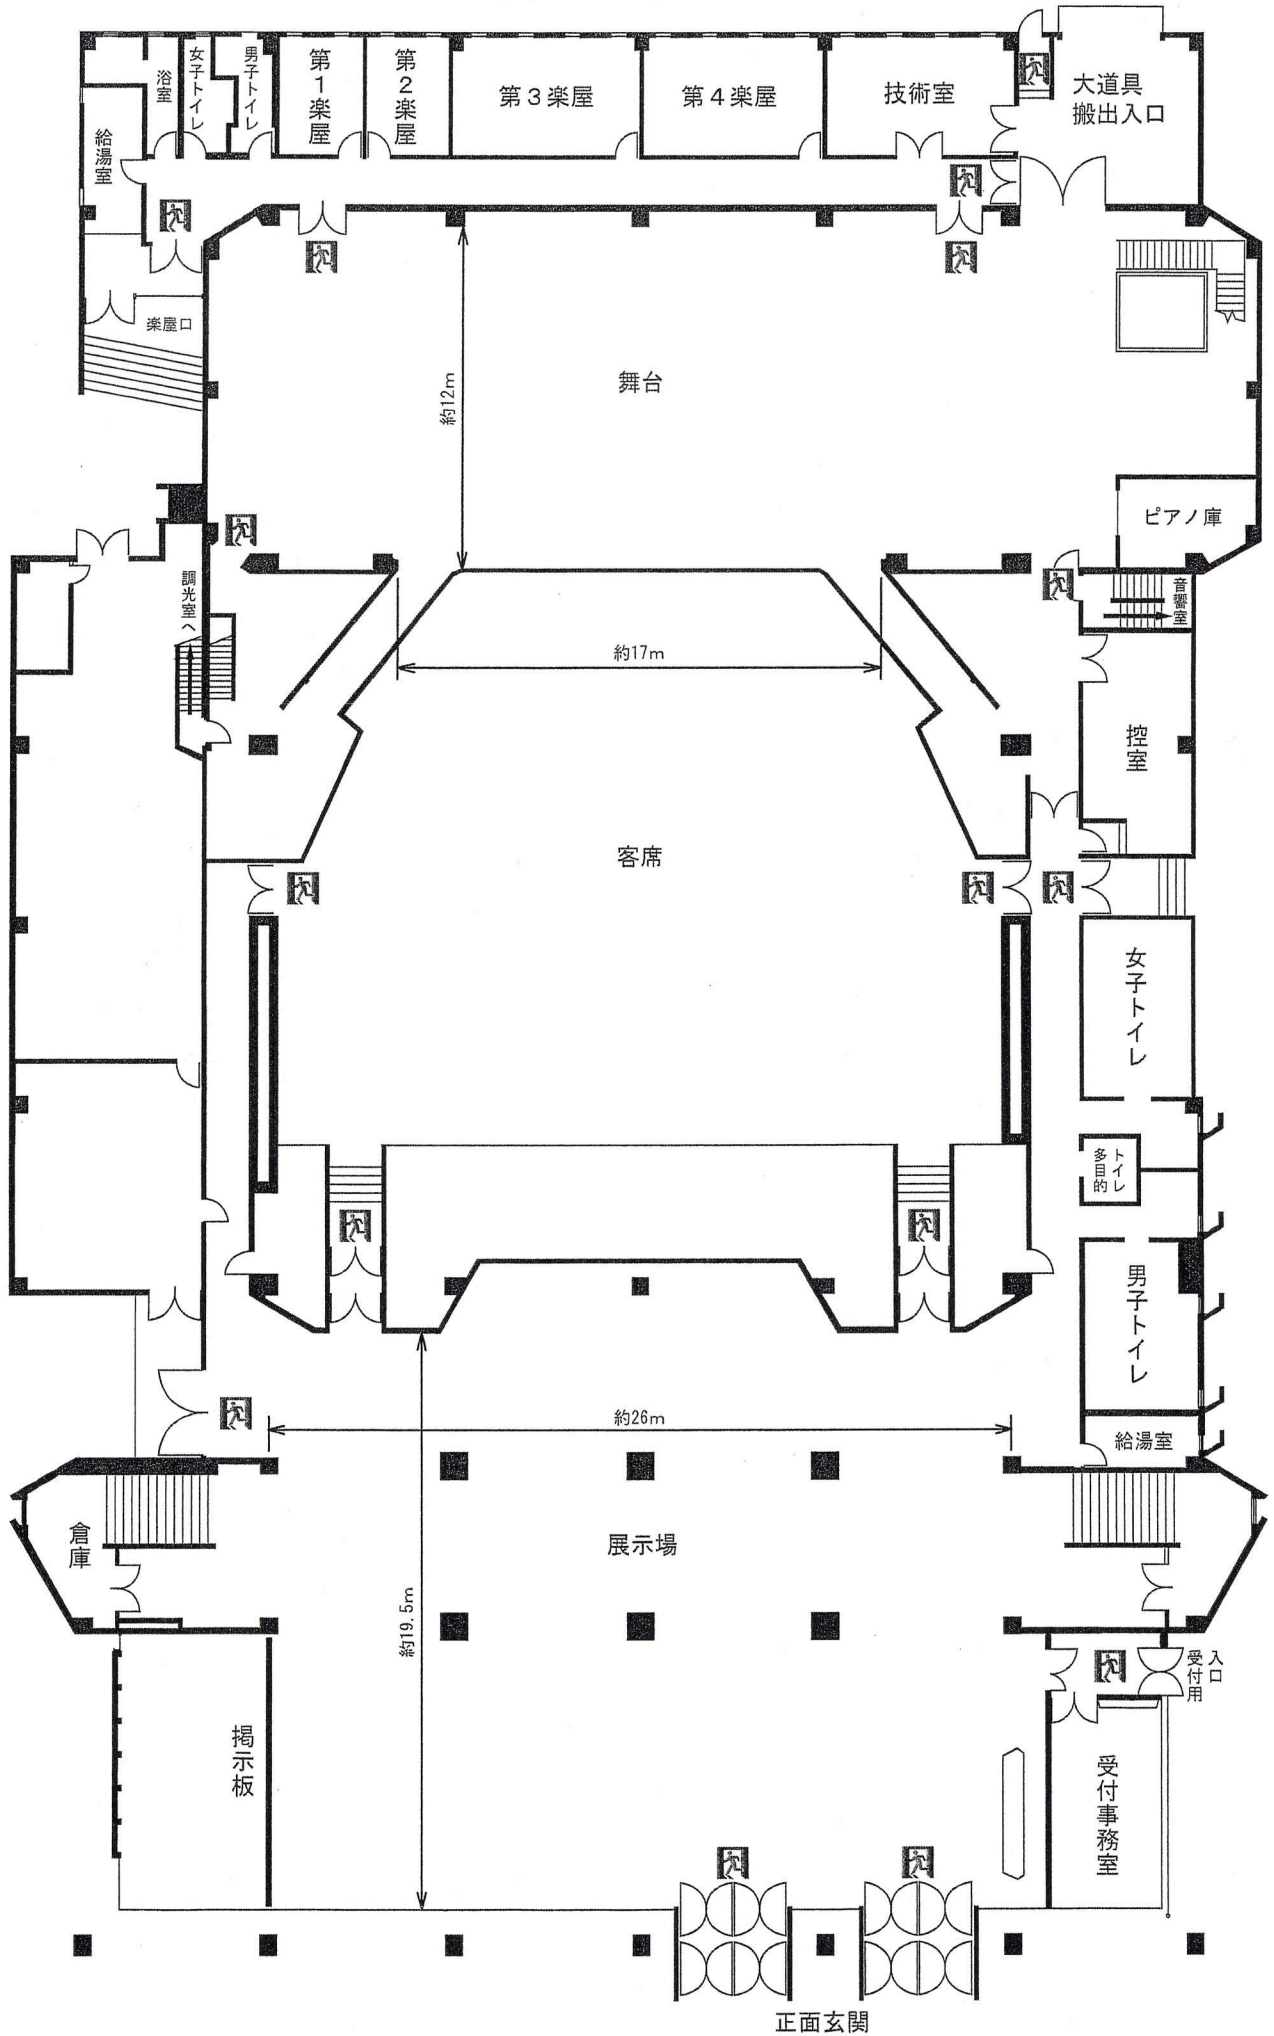 浴室
女子トイレ
男子トイレ
第1楽屋
第2楽屋
第3楽屋
第4楽屋
技術室
大道具
搬出入口
給湯室
楽屋口
約12m
舞台
ピアノ庫
調光室へ
音響室
約17m
控室
客席
女子トイレ
トイレ
多目的
男子トイレ
約26m
給湯室
倉庫
展示場
約19.5m
入口
受付用
掲示板
受付事務室
正面玄関